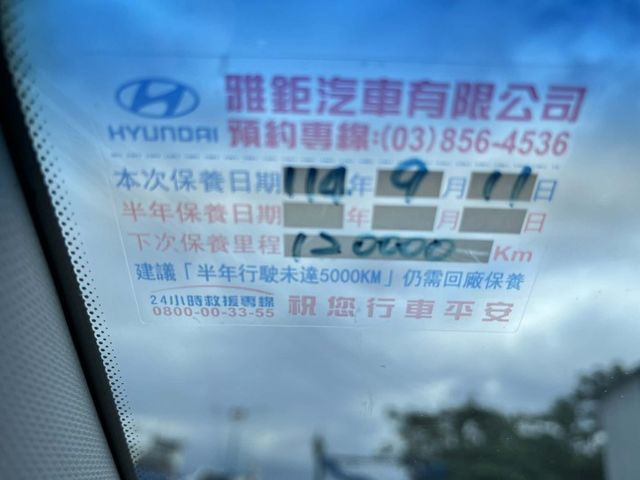 雅鉅汽車有限公司
HYUNDAI 預約專線:(03)856-4536
本次保養日期 114 年 9 月 11 日
半年保養日期 年 月 日
下次保養里程 120000 Km
建議「半年行駛未達5000KM」仍需回廠保養
24小時救援專線
0800-00-33-55 祝您行車平安